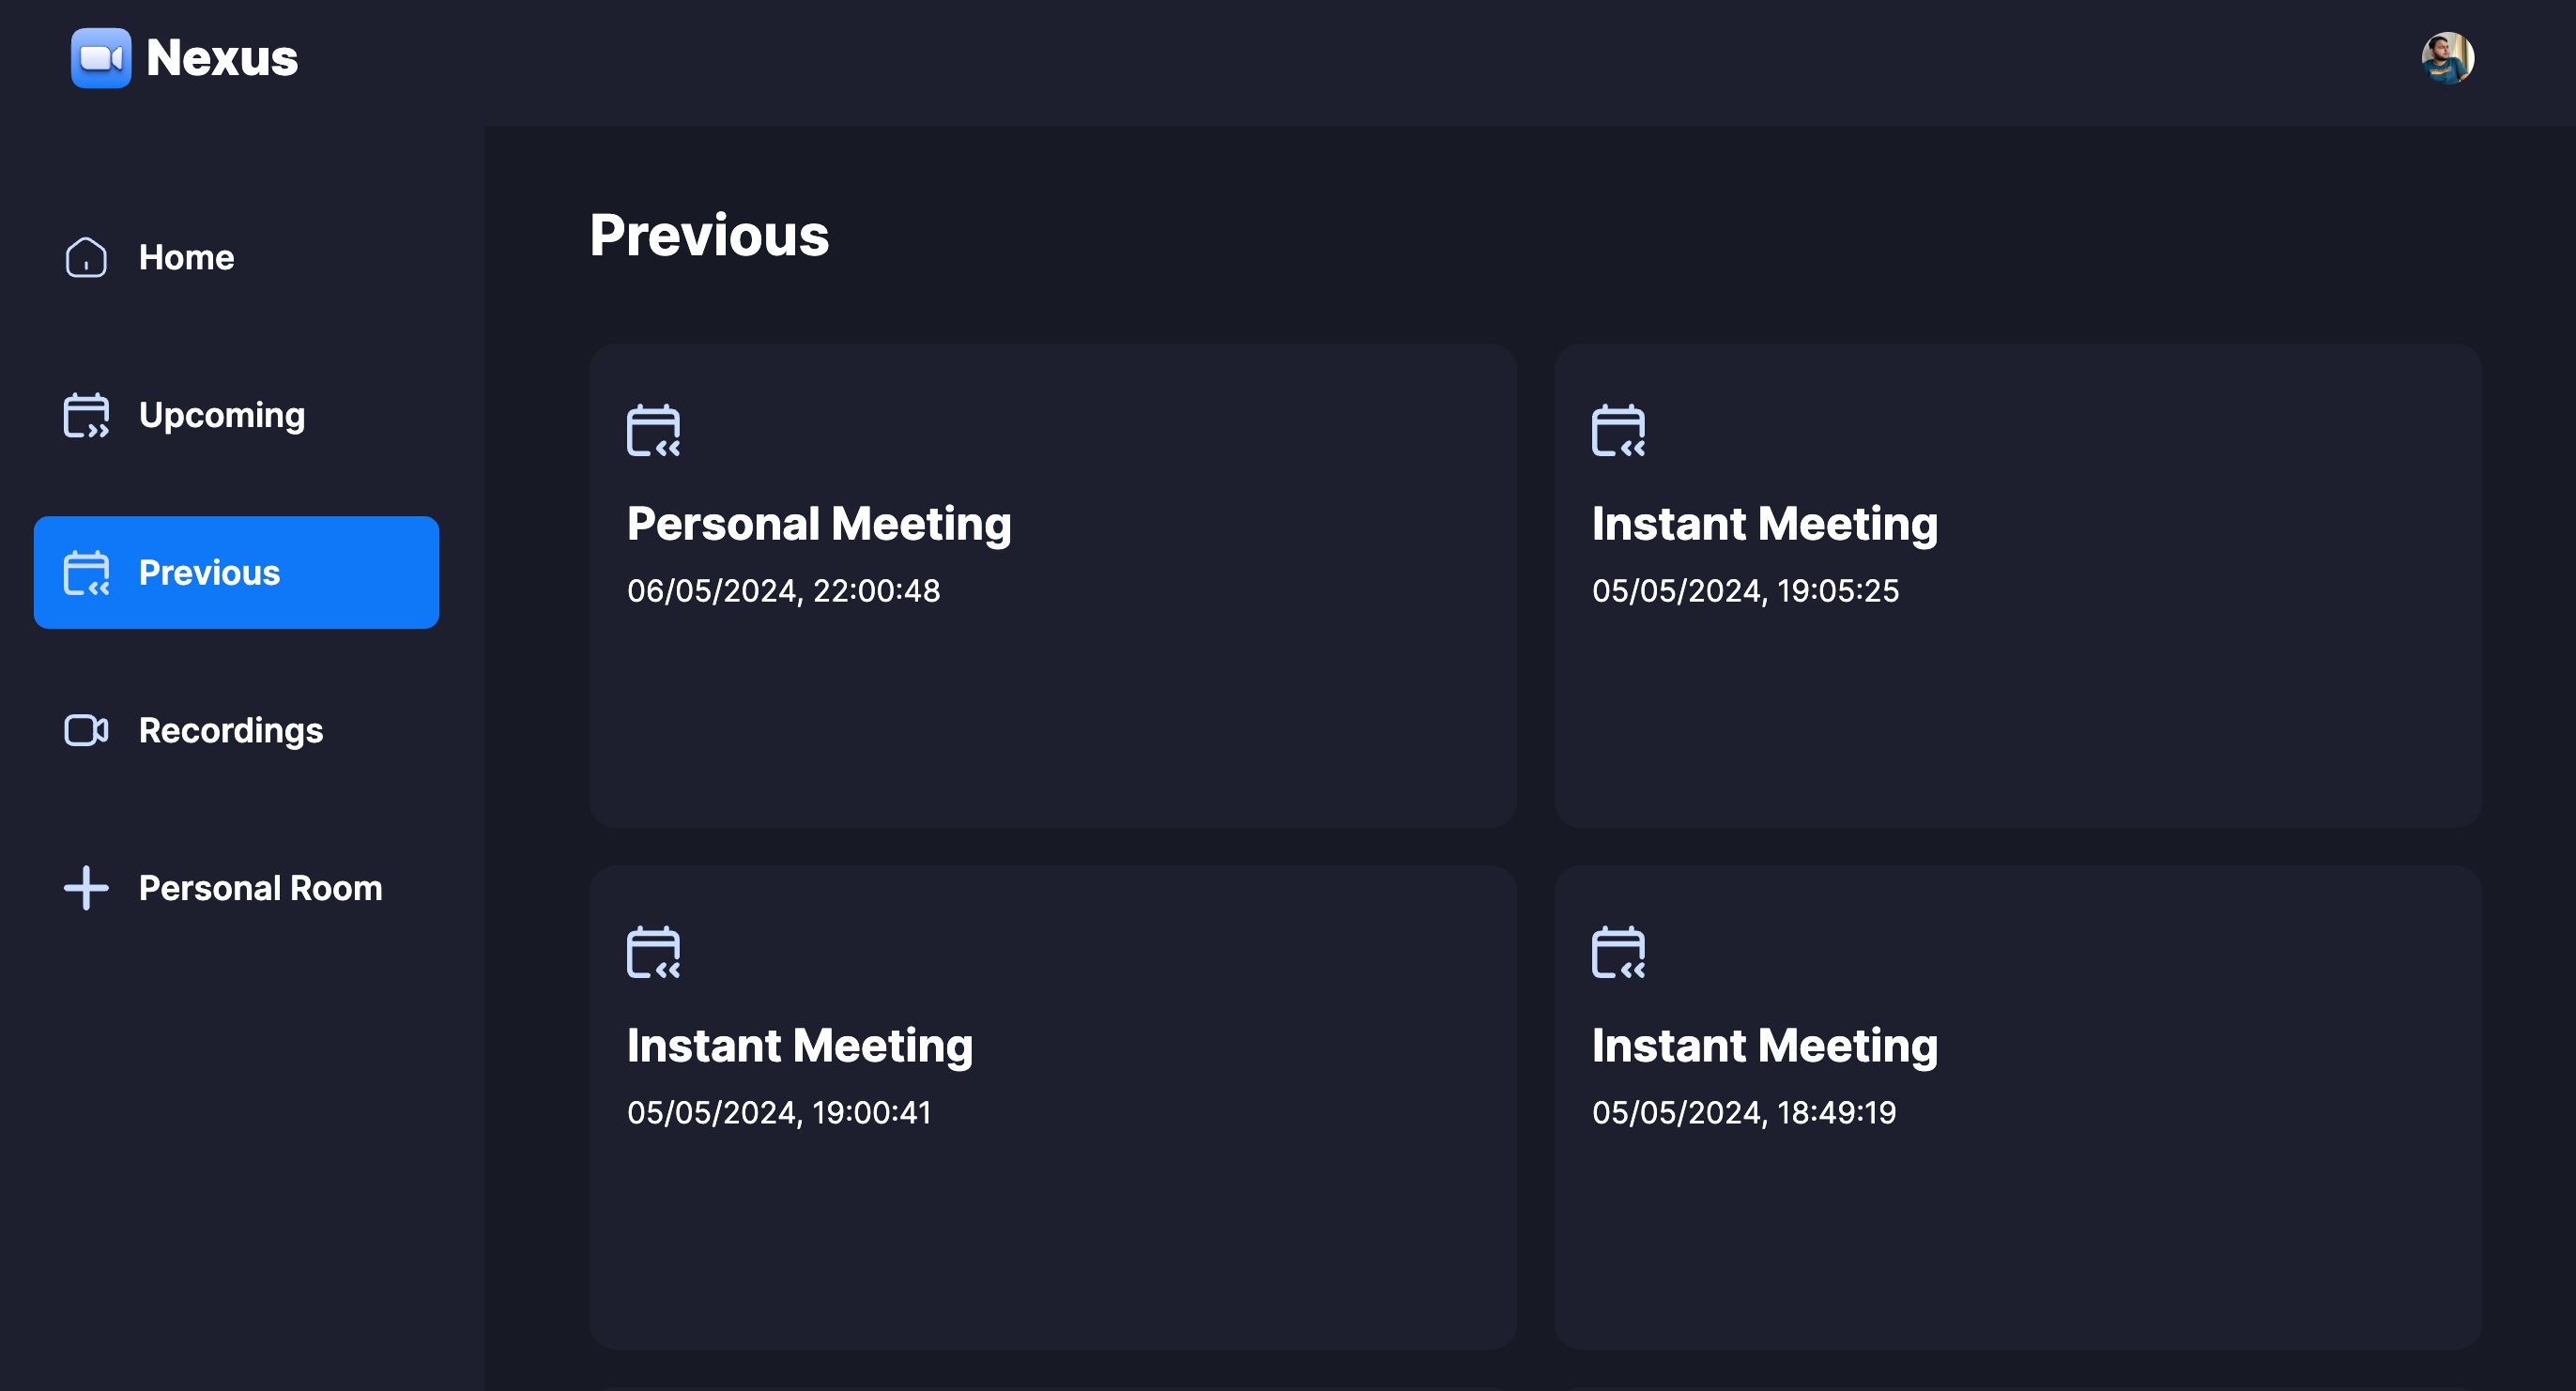 Nexus
Home
Upcoming
Previous
Recordings
Personal Room
Previous
Personal Meeting
06/05/2024, 22:00:48
Instant Meeting
05/05/2024, 19:05:25
Instant Meeting
05/05/2024, 19:00:41
Instant Meeting
05/05/2024, 18:49:19